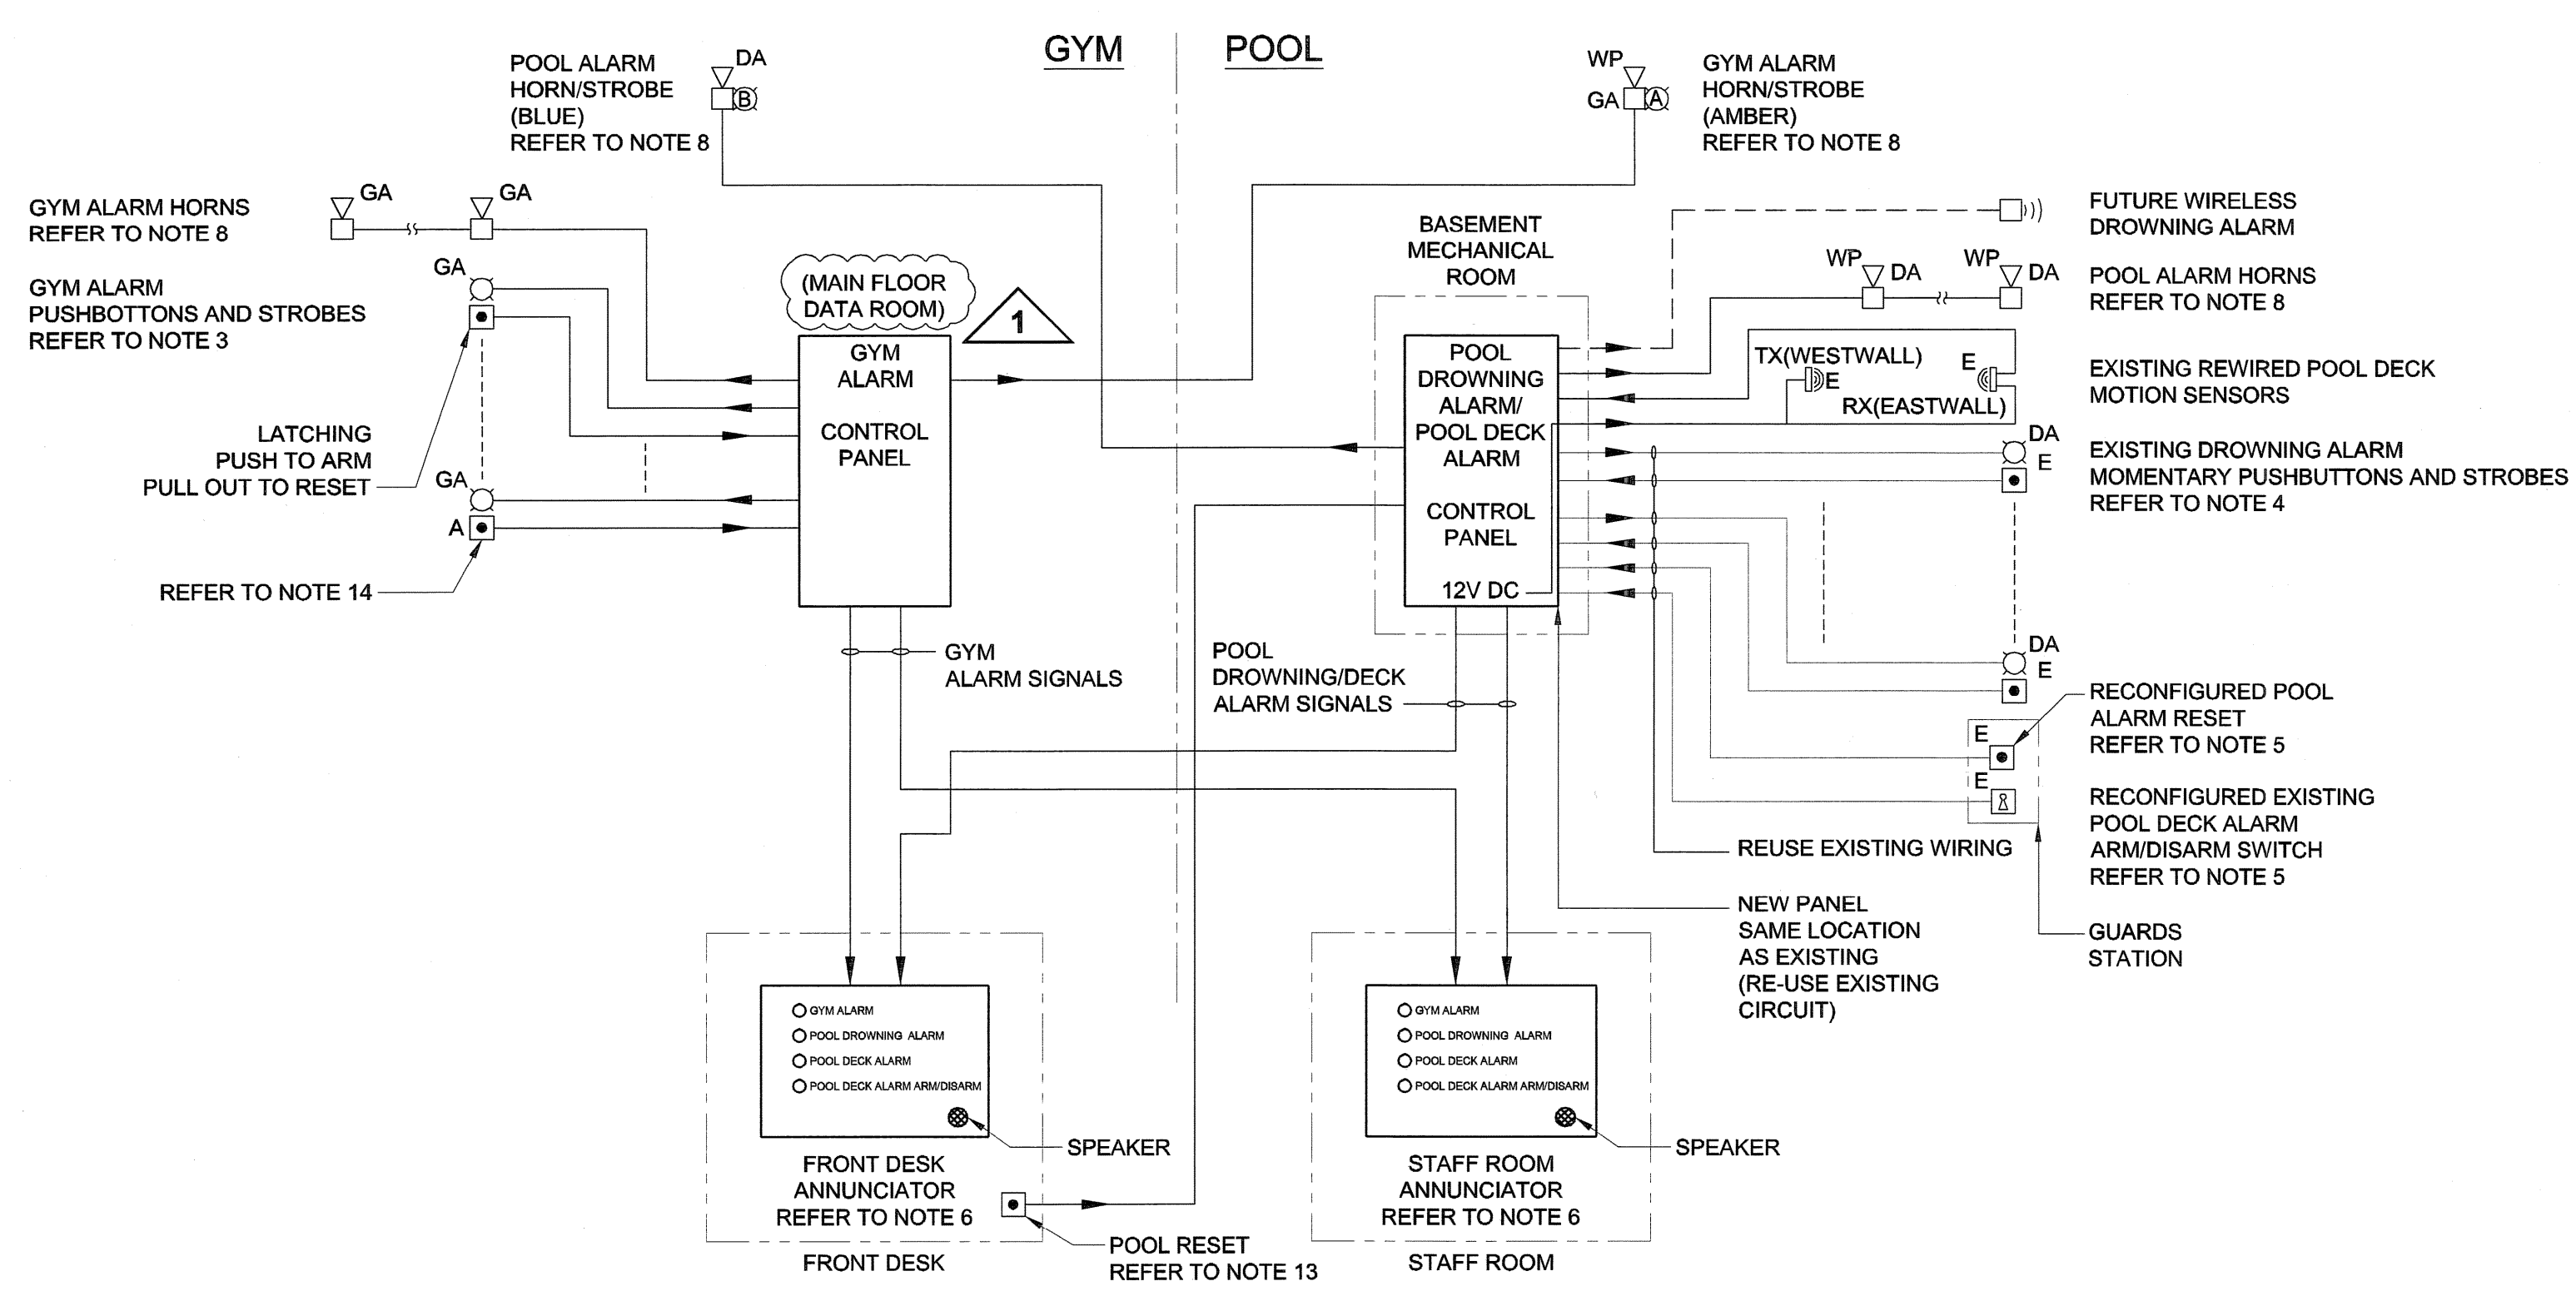 GYM
POOL
POOL ALARM
HORN/STROBE
(BLUE)
REFER TO NOTE 8
DA
B
WP
GA
A
GYM ALARM
HORN/STROBE
(AMBER)
REFER TO NOTE 8
GYM ALARM HORNS
REFER TO NOTE 8
GA
GA
GYM ALARM
PUSHBOTTONS AND STROBES
REFER TO NOTE 3
GA
LATCHING
PUSH TO ARM
PULL OUT TO RESET
GA
A
REFER TO NOTE 14
(MAIN FLOOR
DATA ROOM)
1
GYM
ALARM
CONTROL
PANEL
GYM
ALARM SIGNALS
BASEMENT
MECHANICAL
ROOM
POOL
DROWNING
ALARM/
POOL DECK
ALARM
CONTROL
PANEL
12V DC
POOL
DROWNING/DECK
ALARM SIGNALS
FUTURE WIRELESS
DROWNING ALARM
WP
DA
WP
DA
POOL ALARM HORNS
REFER TO NOTE 8
TX(WESTWALL)
E
E
RX(EASTWALL)
EXISTING REWIRED POOL DECK
MOTION SENSORS
DA
E
EXISTING DROWNING ALARM
MOMENTARY PUSHBUTTONS AND STROBES
REFER TO NOTE 4
DA
E
RECONFIGURED POOL
ALARM RESET
REFER TO NOTE 5
E
E
RECONFIGURED EXISTING
POOL DECK ALARM
ARM/DISARM SWITCH
REFER TO NOTE 5
REUSE EXISTING WIRING
NEW PANEL
SAME LOCATION
AS EXISTING
(RE-USE EXISTING
CIRCUIT)
GUARDS
STATION
GYM ALARM
POOL DROWNING ALARM
POOL DECK ALARM
POOL DECK ALARM ARM/DISARM
SPEAKER
FRONT DESK
ANNUNCIATOR
REFER TO NOTE 6
FRONT DESK
POOL RESET
REFER TO NOTE 13
GYM ALARM
POOL DROWNING ALARM
POOL DECK ALARM
POOL DECK ALARM ARM/DISARM
SPEAKER
STAFF ROOM
ANNUNCIATOR
REFER TO NOTE 6
STAFF ROOM